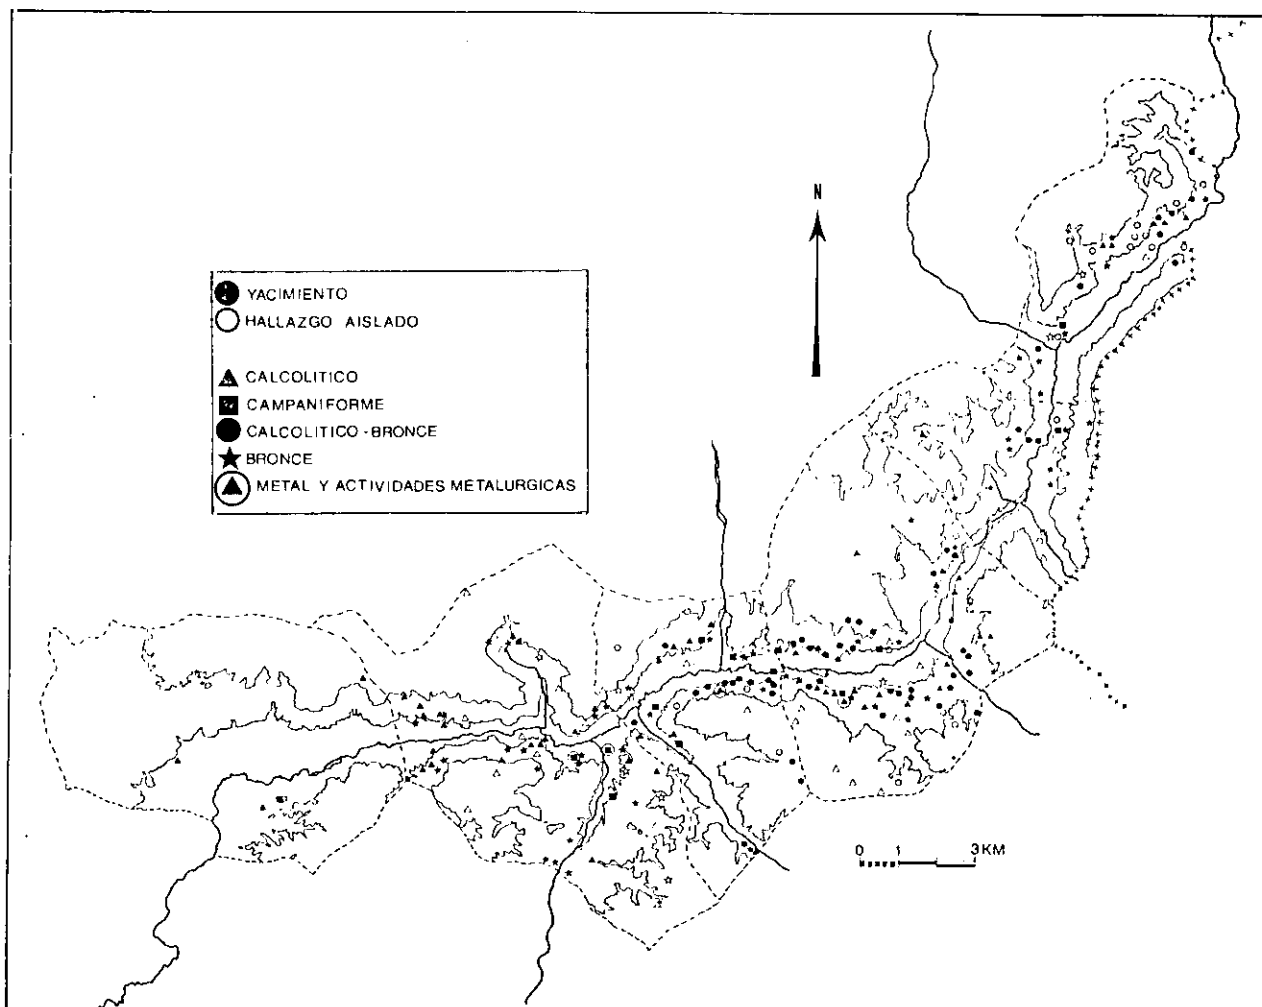 N
YACIMIENTO
HALLAZGO AISLADO
CALCOLITICO
CAMPANIFORME
CALCOLITICO-BRONCE
BRONCE
METAL Y ACTIVIDADES METALURGICAS
0 1 3KM